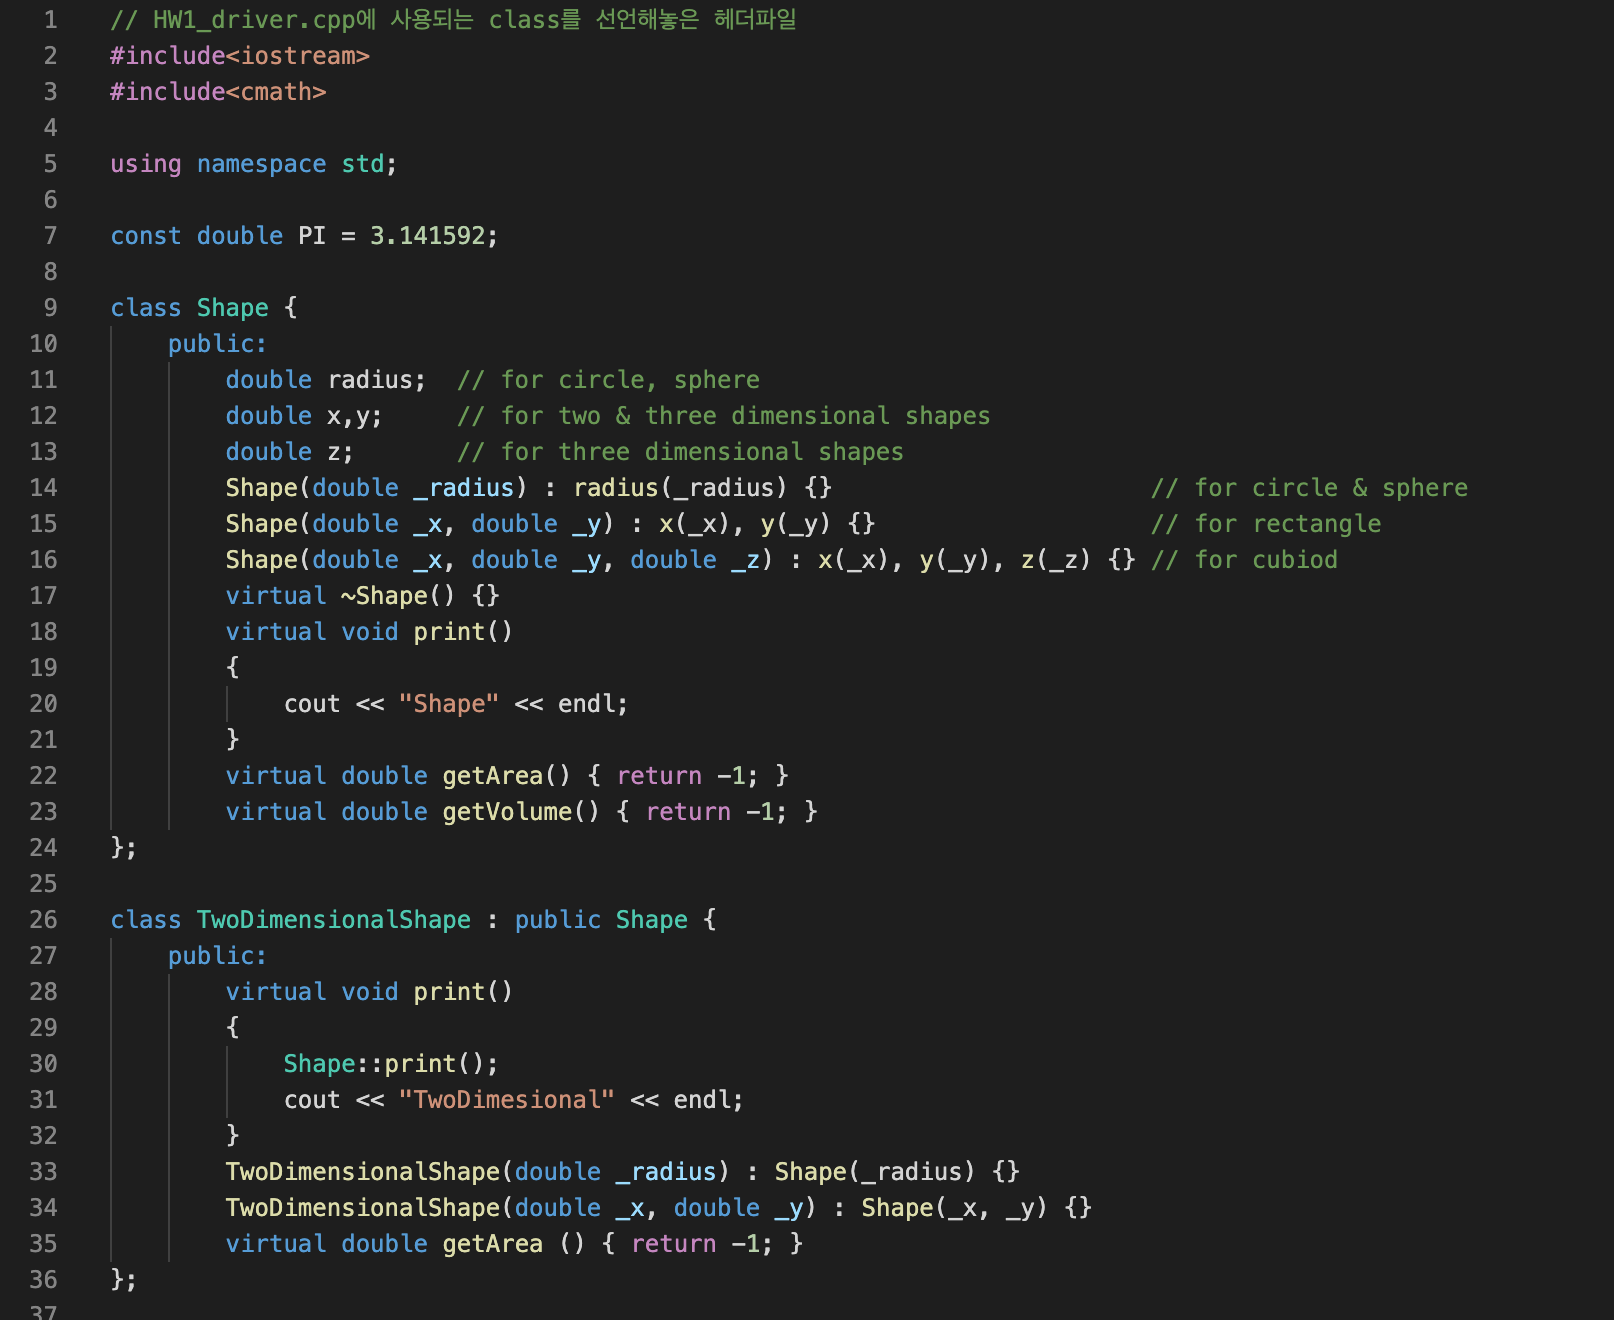 1 // HW1_driver.cpp에 사용되는 class를 선언해놓은 헤더파일
2 #include<iostream>
3 #include<cmath>
4
5 using namespace std;
6
7 const double PI = 3.141592;
8
9 class Shape {
10     public:
11         double radius;  // for circle, sphere
12         double x,y;     // for two & three dimensional shapes
13         double z;       // for three dimensional shapes
14         Shape(double _radius) : radius(_radius) {}                      // for circle & sphere
15         Shape(double _x, double _y) : x(_x), y(_y) {}                   // for rectangle
16         Shape(double _x, double _y, double _z) : x(_x), y(_y), z(_z) {} // for cubiod
17         virtual ~Shape() {}
18         virtual void print()
19         {
20             cout << "Shape" << endl;
21         }
22         virtual double getArea() { return -1; }
23         virtual double getVolume() { return -1; }
24 };
25
26 class TwoDimensionalShape : public Shape {
27     public:
28         virtual void print()
29         {
30             Shape::print();
31             cout << "TwoDimesional" << endl;
32         }
33         TwoDimensionalShape(double _radius) : Shape(_radius) {}
34         TwoDimensionalShape(double _x, double _y) : Shape(_x, _y) {}
35         virtual double getArea () { return -1; }
36 };
37